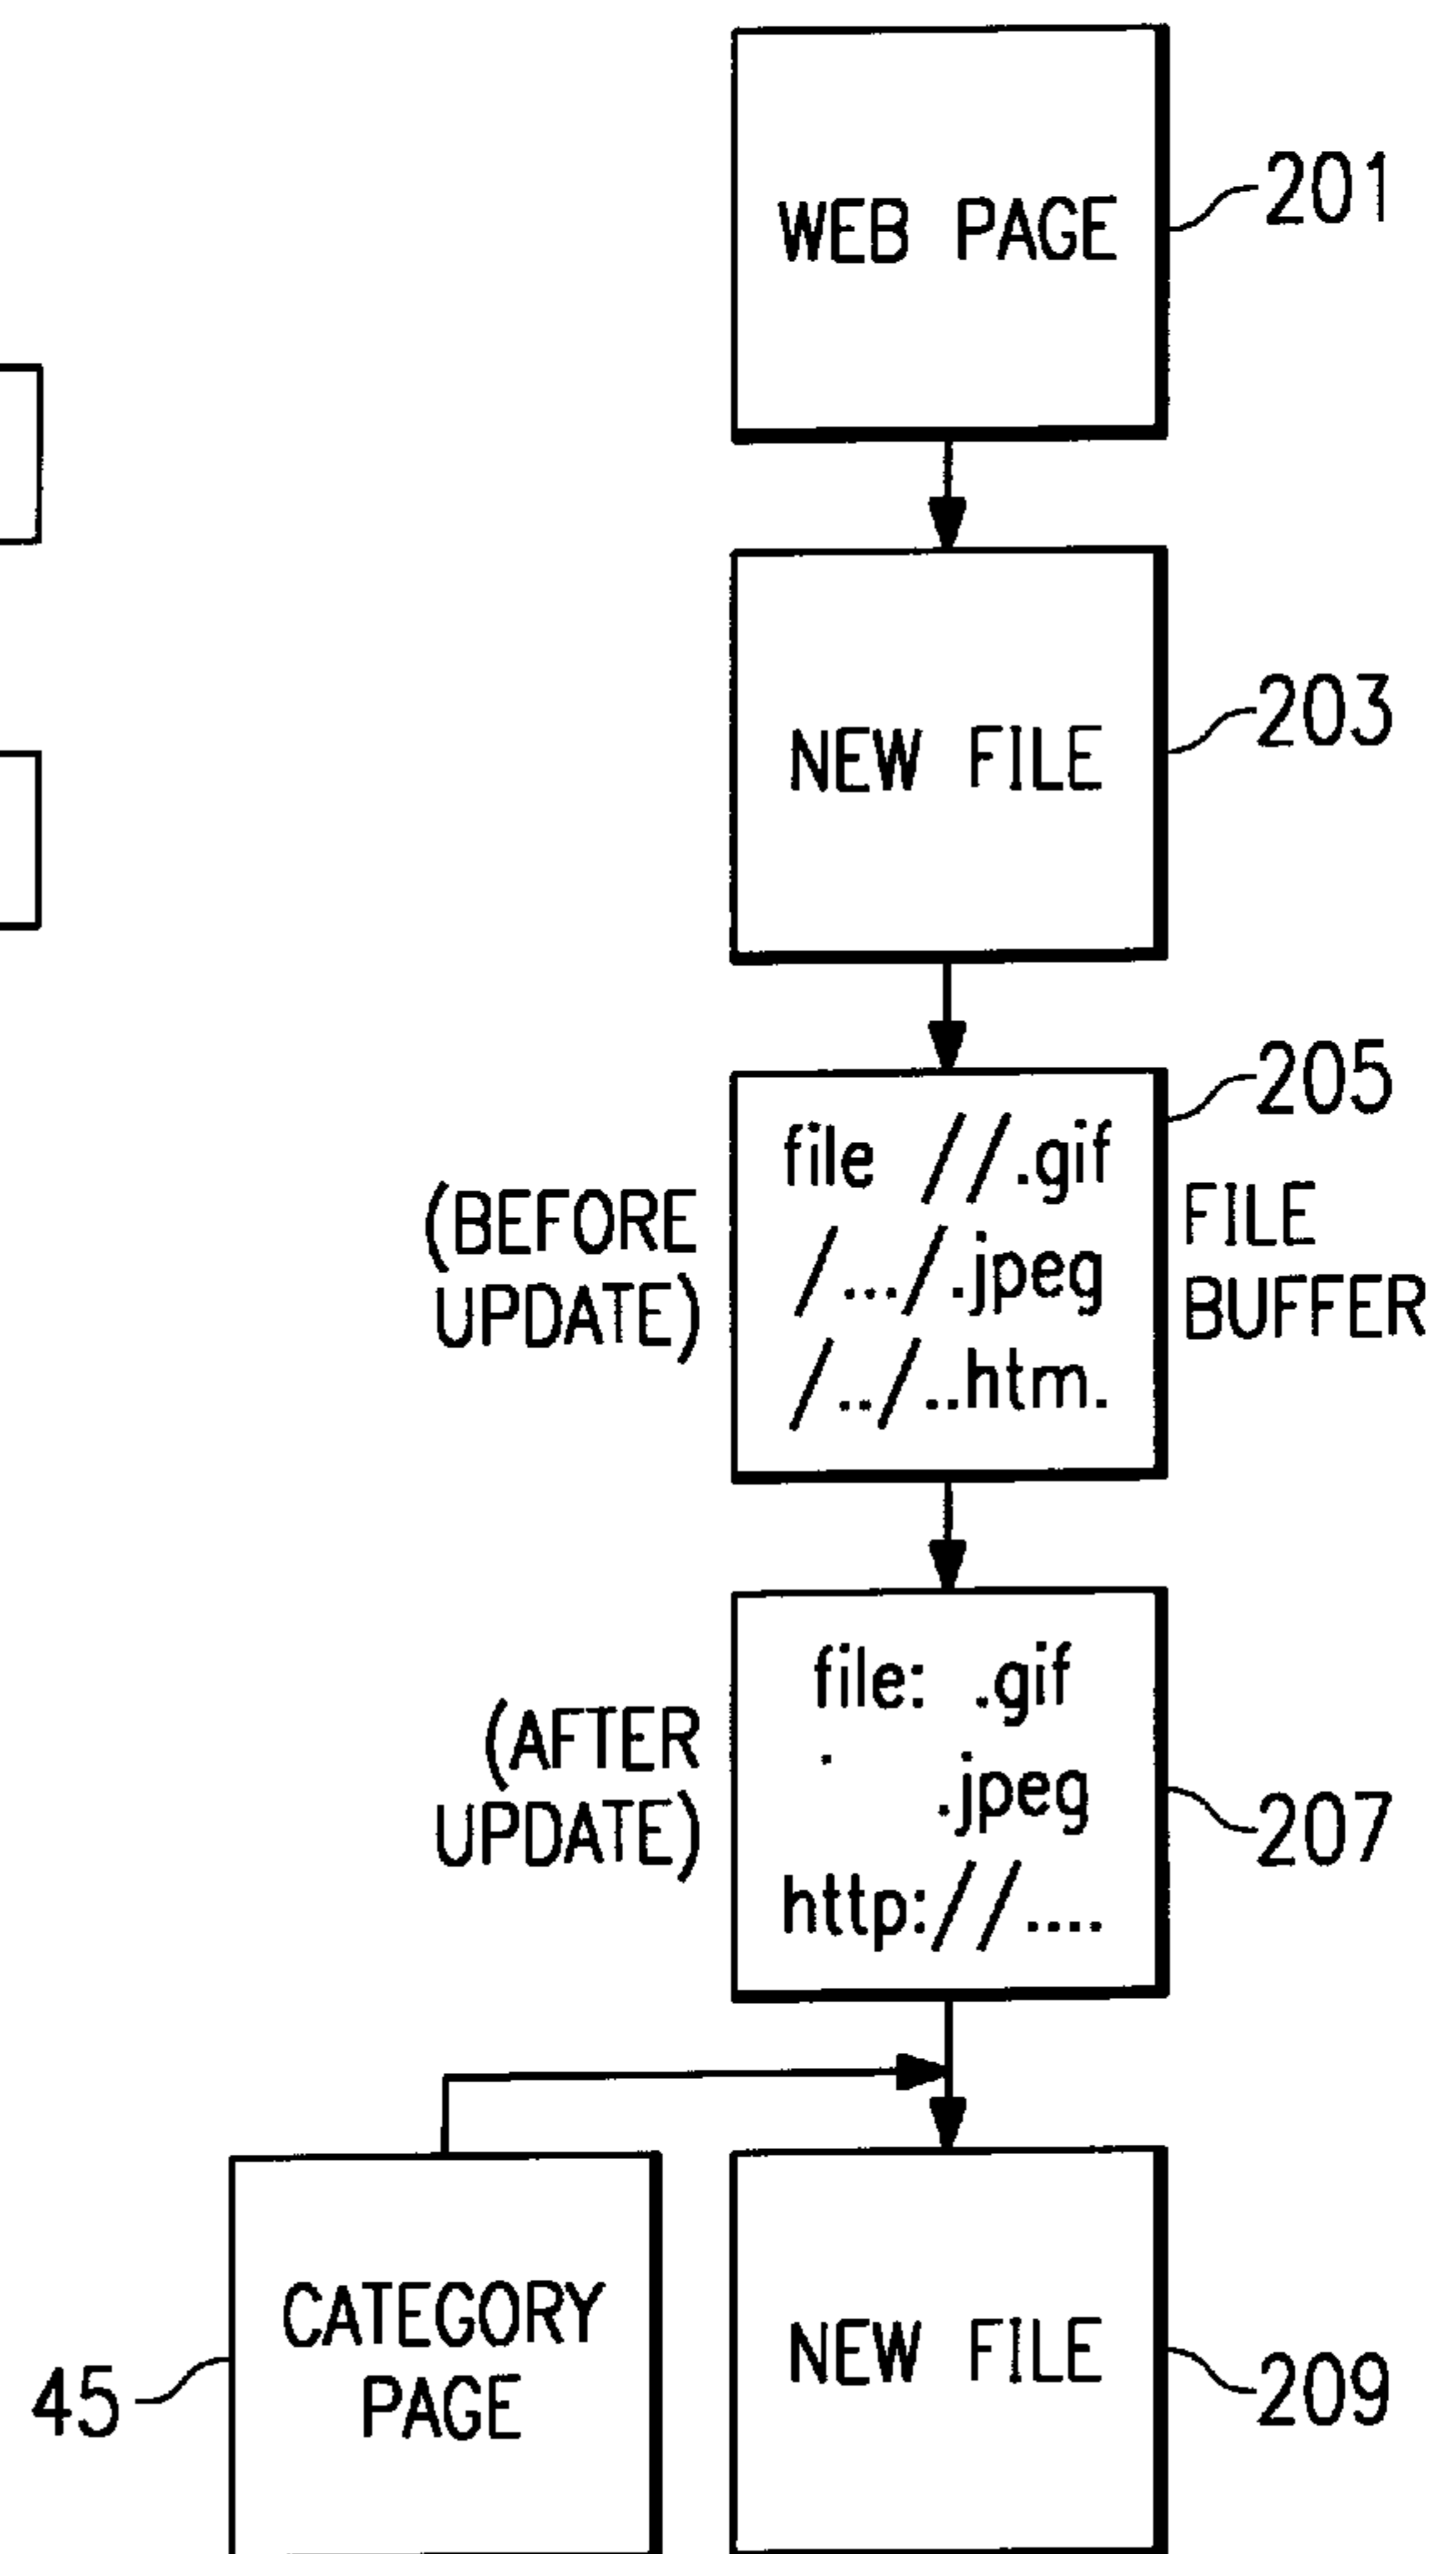 WEB PAGE
201
NEW FILE
203
205
file //.gif
/.../.jpeg
/../..htm.
(BEFORE
UPDATE)
FILE
BUFFER
file: .gif
. .jpeg
http://....
(AFTER
UPDATE)
207
CATEGORY
PAGE
45
NEW FILE
209